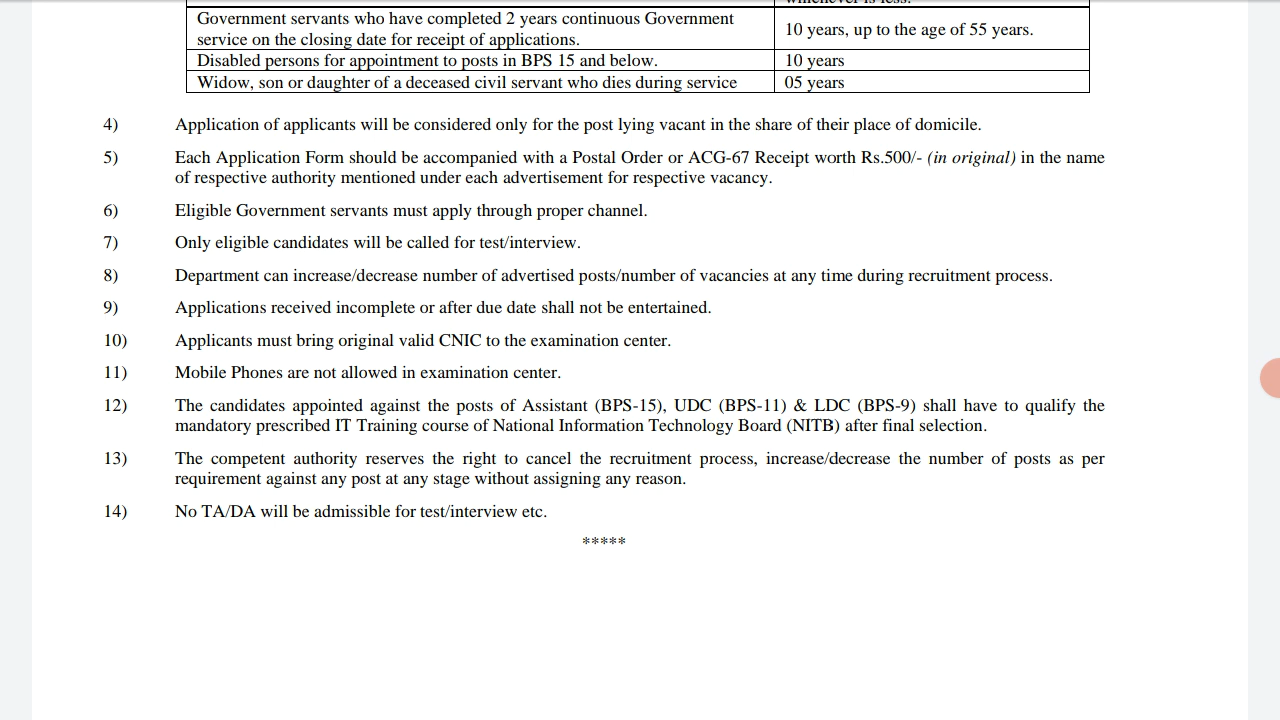 whichever is less.
Government servants who have completed 2 years continuous Government
service on the closing date for receipt of applications.
10 years, up to the age of 55 years.
Disabled persons for appointment to posts in BPS 15 and below.
10 years
Widow, son or daughter of a deceased civil servant who dies during service
05 years
4) Application of applicants will be considered only for the post lying vacant in the share of their place of domicile.
5) Each Application Form should be accompanied with a Postal Order or ACG-67 Receipt worth Rs.500/- (in original) in the name
of respective authority mentioned under each advertisement for respective vacancy.
6) Eligible Government servants must apply through proper channel.
7) Only eligible candidates will be called for test/interview.
8) Department can increase/decrease number of advertised posts/number of vacancies at any time during recruitment process.
9) Applications received incomplete or after due date shall not be entertained.
10) Applicants must bring original valid CNIC to the examination center.
11) Mobile Phones are not allowed in examination center.
12) The candidates appointed against the posts of Assistant (BPS-15), UDC (BPS-11) & LDC (BPS-9) shall have to qualify the
mandatory prescribed IT Training course of National Information Technology Board (NITB) after final selection.
13) The competent authority reserves the right to cancel the recruitment process, increase/decrease the number of posts as per
requirement against any post at any stage without assigning any reason.
14) No TA/DA will be admissible for test/interview etc.
*****